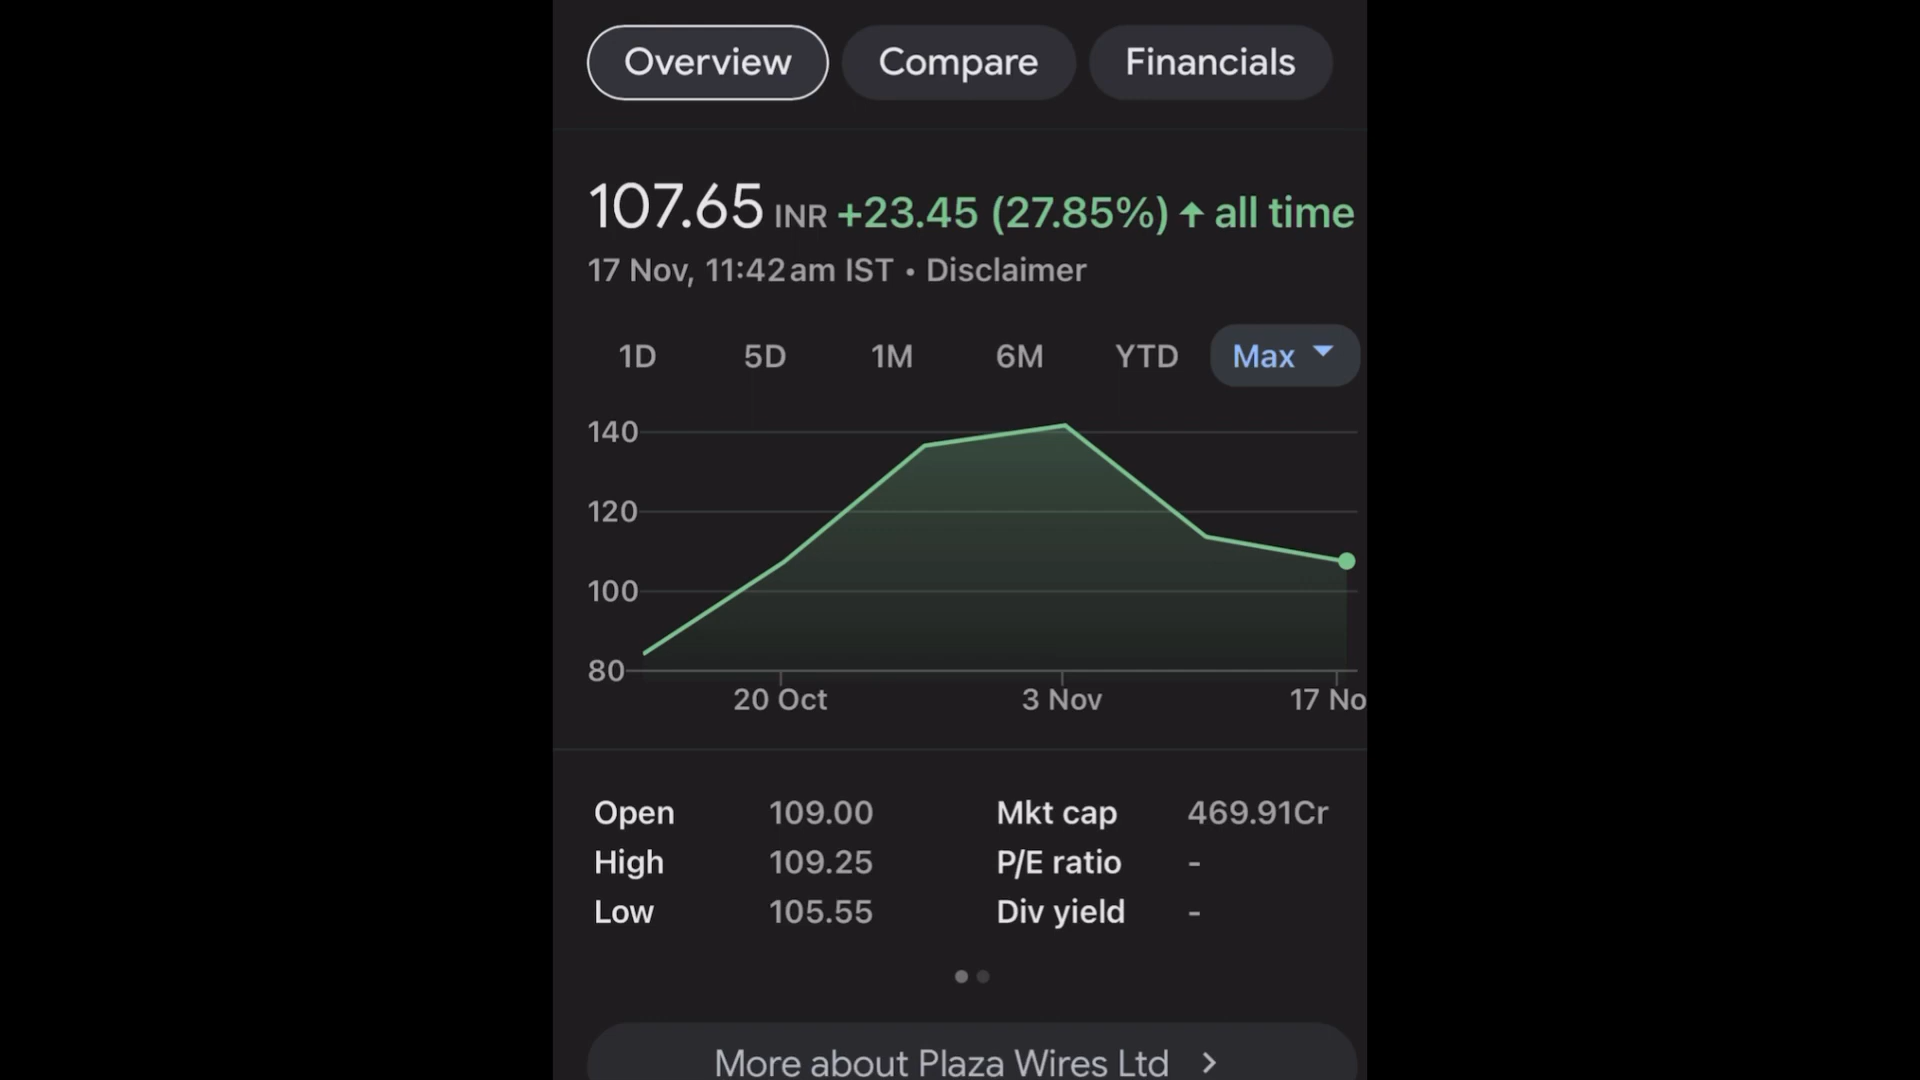 Overview Compare Financials
107.65 INR +23.45 (27.85%) ↑ all time
17 Nov, 11:42 am IST • Disclaimer
1D 5D 1M 6M YTD Max
140
120
100
80
20 Oct 3 Nov 17 No
Open 109.00 Mkt cap 469.91Cr
High 109.25 P/E ratio -
Low 105.55 Div yield -
More about Plaza Wires Ltd >